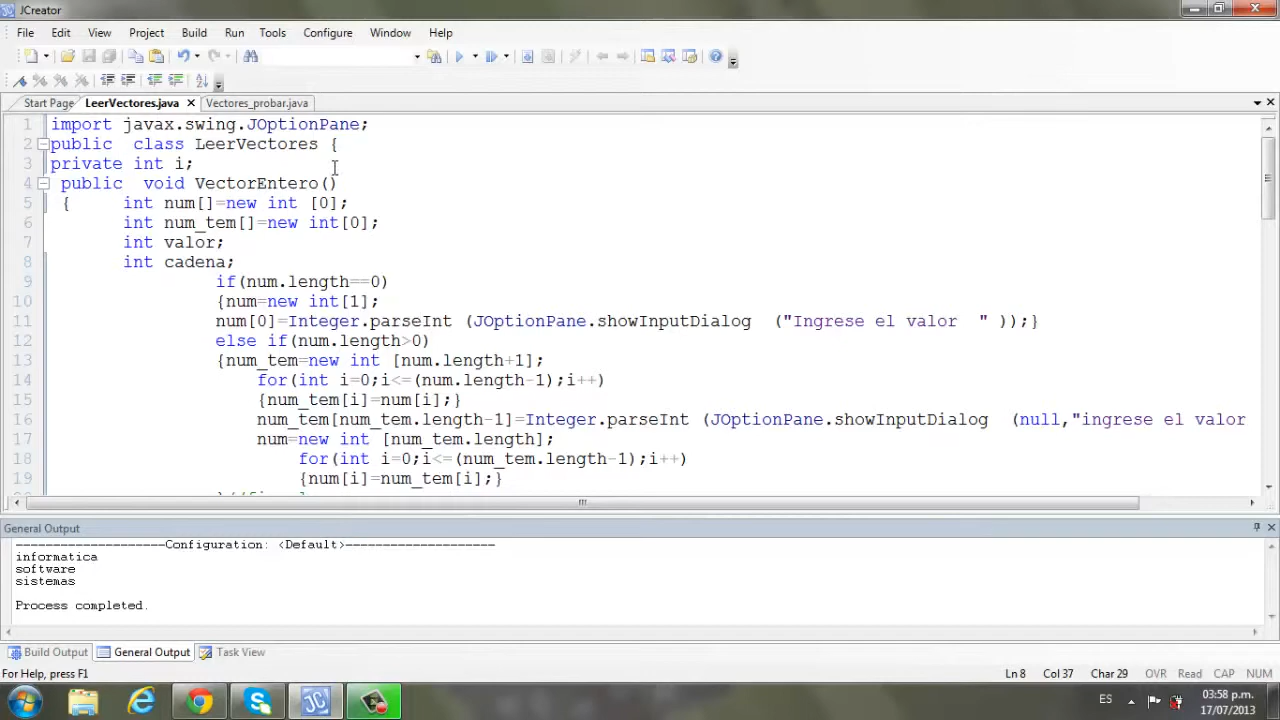 JCreator
File Edit View Project Build Run Tools Configure Window Help
Start Page LeerVectores.java Vectores_probar.java
1 import javax.swing.JOptionPane;
2 public class LeerVectores {
3 private int i;
4 public void VectorEntero()
5 { int num[]=new int [0];
6 int num_tem[]=new int[0];
7 int valor;
8 int cadena;
9 if(num.length==0)
10 {num=new int[1];
11 num[0]=Integer.parseInt (JOptionPane.showInputDialog ("Ingrese el valor " ));}
12 else if(num.length>0)
13 {num_tem=new int [num.length+1];
14 for(int i=0;i<=(num.length-1);i++)
15 {num_tem[i]=num[i];}
16 num_tem[num_tem.length-1]=Integer.parseInt (JOptionPane.showInputDialog (null,"ingrese el valor
17 num=new int [num_tem.length];
18 for(int i=0;i<=(num_tem.length-1);i++)
19 {num[i]=num_tem[i];}
General Output
--------------------Configuration: <Default>--------------------
informatica
software
sistemas
Process completed.
Build Output General Output Task View
For Help, press F1 Ln 8 Col 37 Char 29 OVR Read CAP NUM
ES 03:58 p.m.
17/07/2013